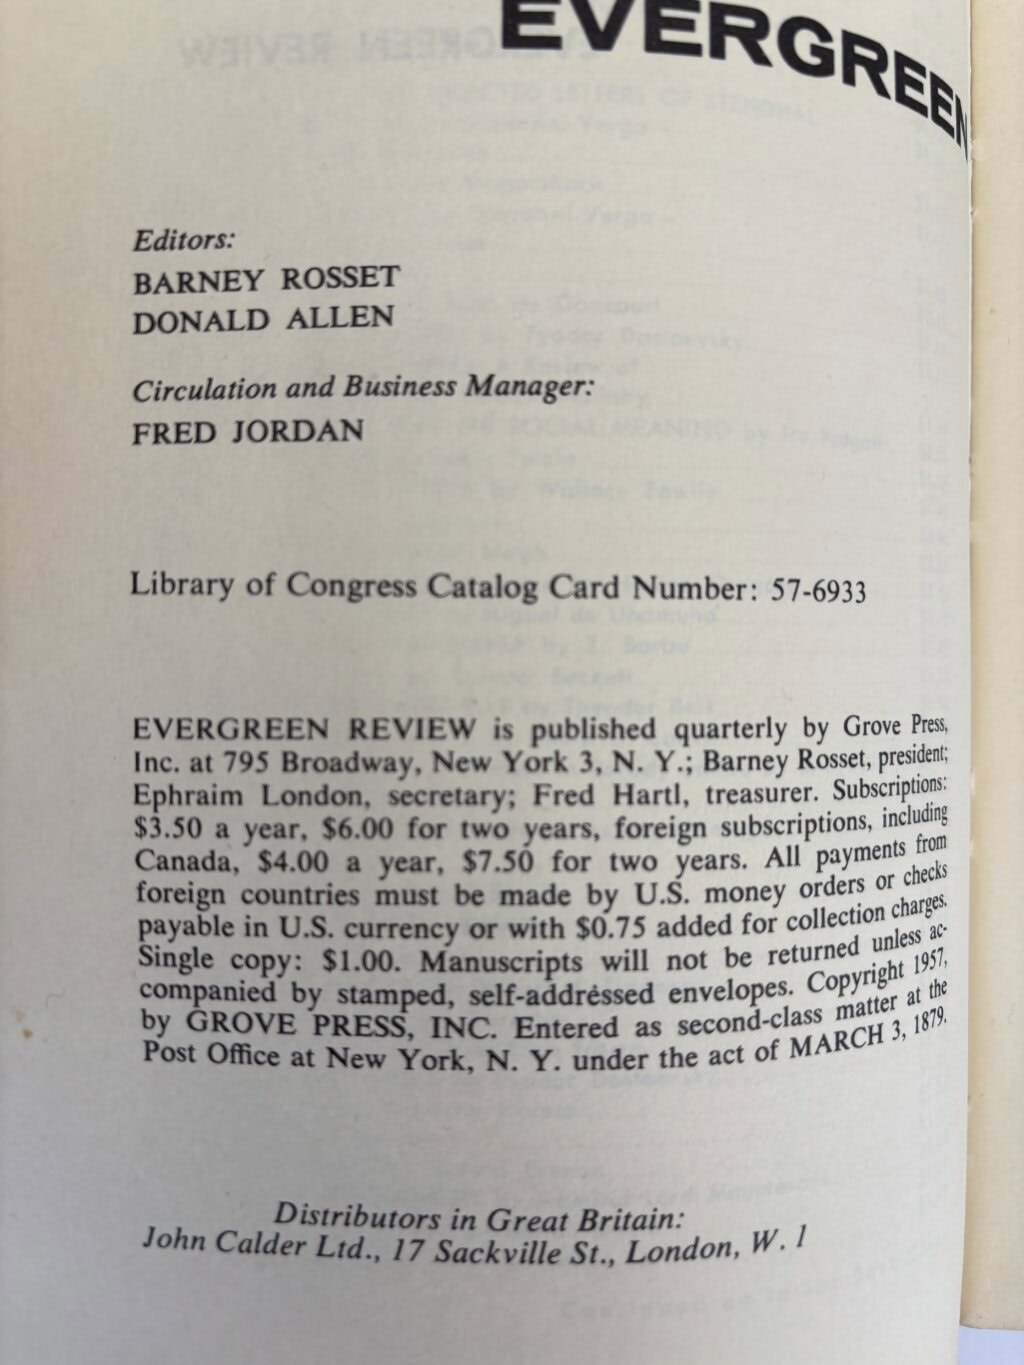 EVERGREEN
Editors:
BARNEY ROSSET
DONALD ALLEN
Circulation and Business Manager:
FRED JORDAN
Library of Congress Catalog Card Number: 57-6933
EVERGREEN REVIEW is published quarterly by Grove Press,
Inc. at 795 Broadway, New York 3, N. Y.; Barney Rosset, president;
Ephraim London, secretary; Fred Hartl, treasurer. Subscriptions:
$3.50 a year, $6.00 for two years, foreign subscriptions, including
Canada, $4.00 a year, $7.50 for two years. All payments from
foreign countries must be made by U.S. money orders or checks
payable in U.S. currency or with $0.75 added for collection charges.
Single copy: $1.00. Manuscripts will not be returned unless ac-
companied by stamped, self-addressed envelopes. Copyright 1957,
by GROVE PRESS, INC. Entered as second-class matter at the
Post Office at New York, N. Y. under the act of MARCH 3, 1879.
Distributors in Great Britain:
John Calder Ltd., 17 Sackville St., London, W. 1